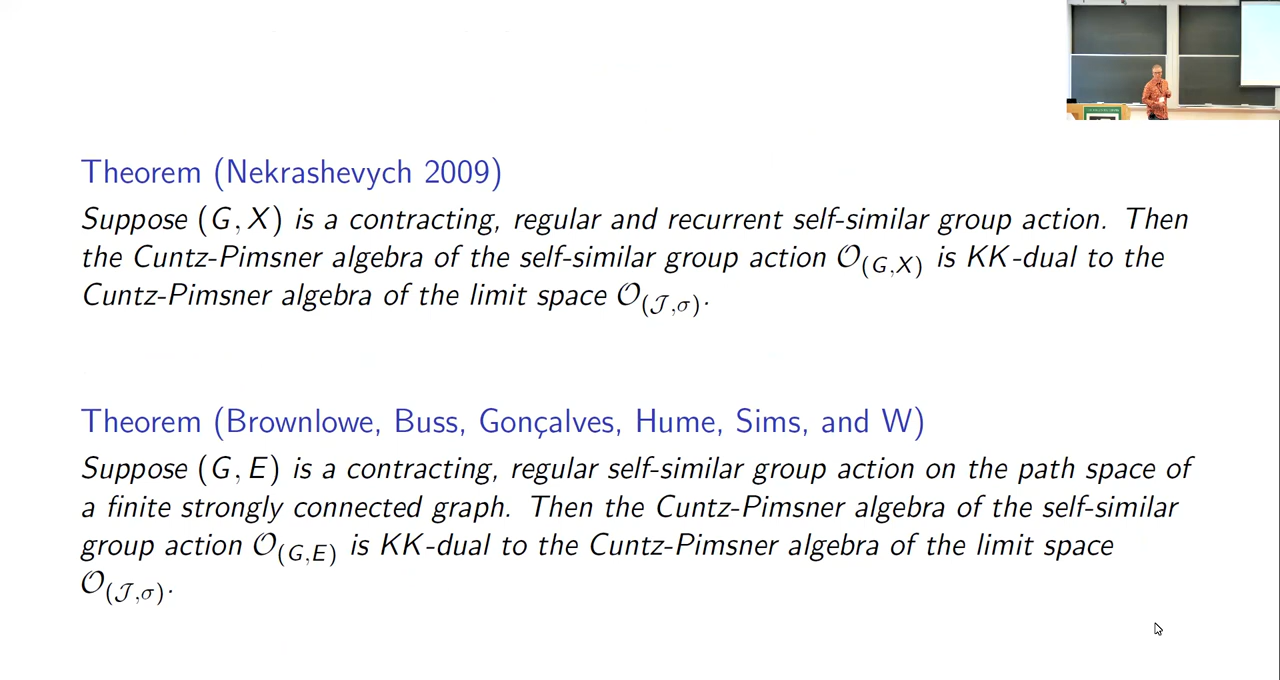 Theorem (Nekrashevych 2009)
Suppose (G, X) is a contracting, regular and recurrent self-similar group action. Then
the Cuntz-Pimsner algebra of the self-similar group action 𝒪_(G,X) is KK-dual to the
Cuntz-Pimsner algebra of the limit space 𝒪_(𝒥,σ).
Theorem (Brownlowe, Buss, Gonçalves, Hume, Sims, and W)
Suppose (G, E) is a contracting, regular self-similar group action on the path space of
a finite strongly connected graph. Then the Cuntz-Pimsner algebra of the self-similar
group action 𝒪_(G,E) is KK-dual to the Cuntz-Pimsner algebra of the limit space
𝒪_(𝒥,σ).